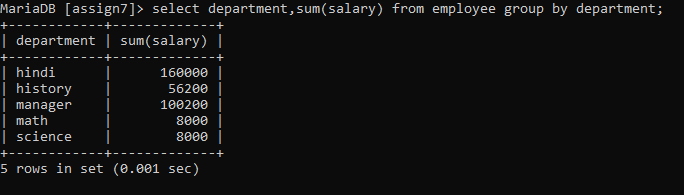 MariaDB [assign7]> select department,sum(salary) from employee group by department;
+------------+-------------+
| department | sum(salary) |
+------------+-------------+
| hindi      |      160000 |
| history    |       56200 |
| manager    |      100200 |
| math       |        8000 |
| science    |        8000 |
+------------+-------------+
5 rows in set (0.001 sec)